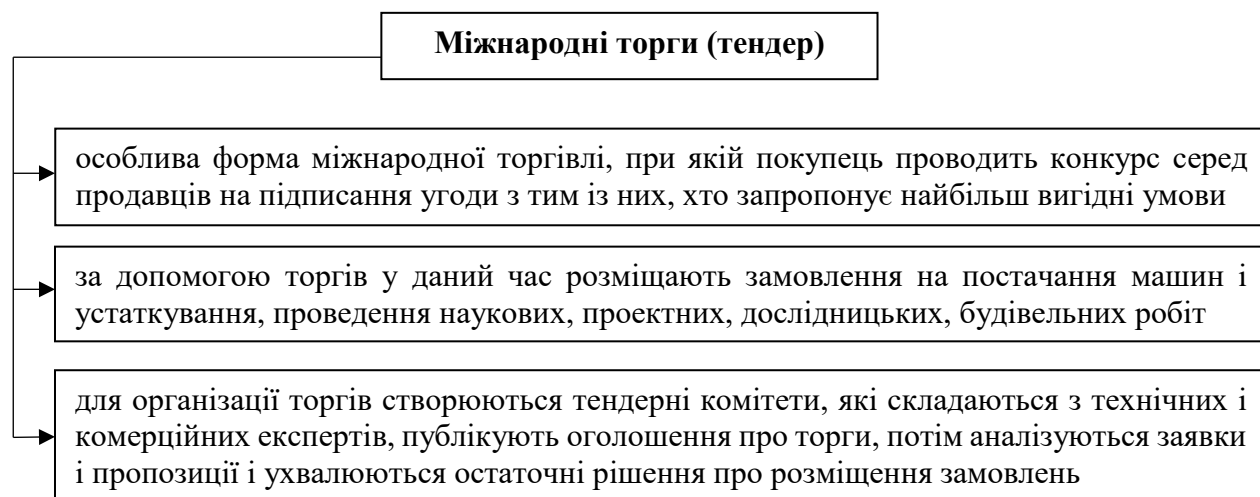 Міжнародні торги (тендер)
особлива форма міжнародної торгівлі, при якій покупець проводить конкурс серед
продавців на підписання угоди з тим із них, хто запропонує найбільш вигідні умови
за допомогою торгів у даний час розміщають замовлення на постачання машин і
устаткування, проведення наукових, проектних, дослідницьких, будівельних робіт
для організації торгів створюються тендерні комітети, які складаються з технічних і
комерційних експертів, публікують оголошення про торги, потім аналізуються заявки
і пропозиції і ухвалюються остаточні рішення про розміщення замовлень